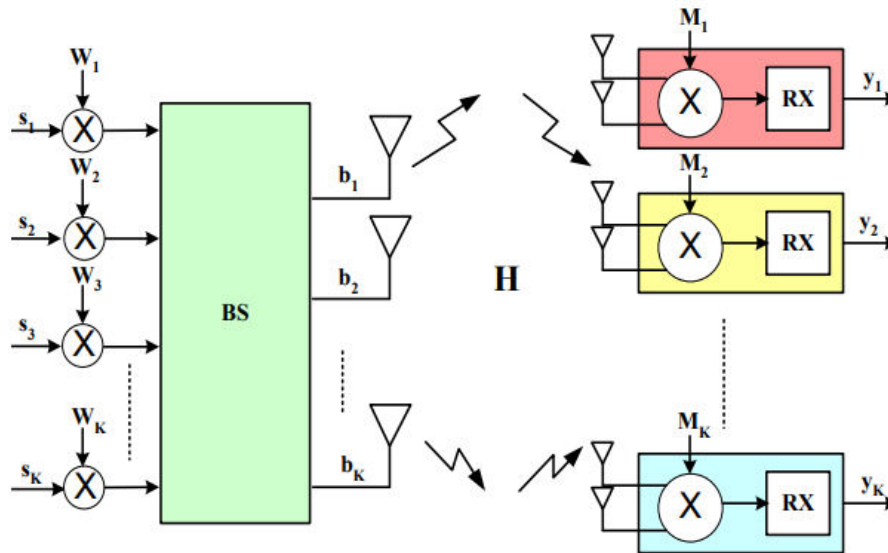 W1
s1
X
W2
s2
X
W3
s3
X
WK
sK
X
BS
b1
b2
bK
H
M1
X
RX
y1
M2
X
RX
y2
MK
X
RX
yK